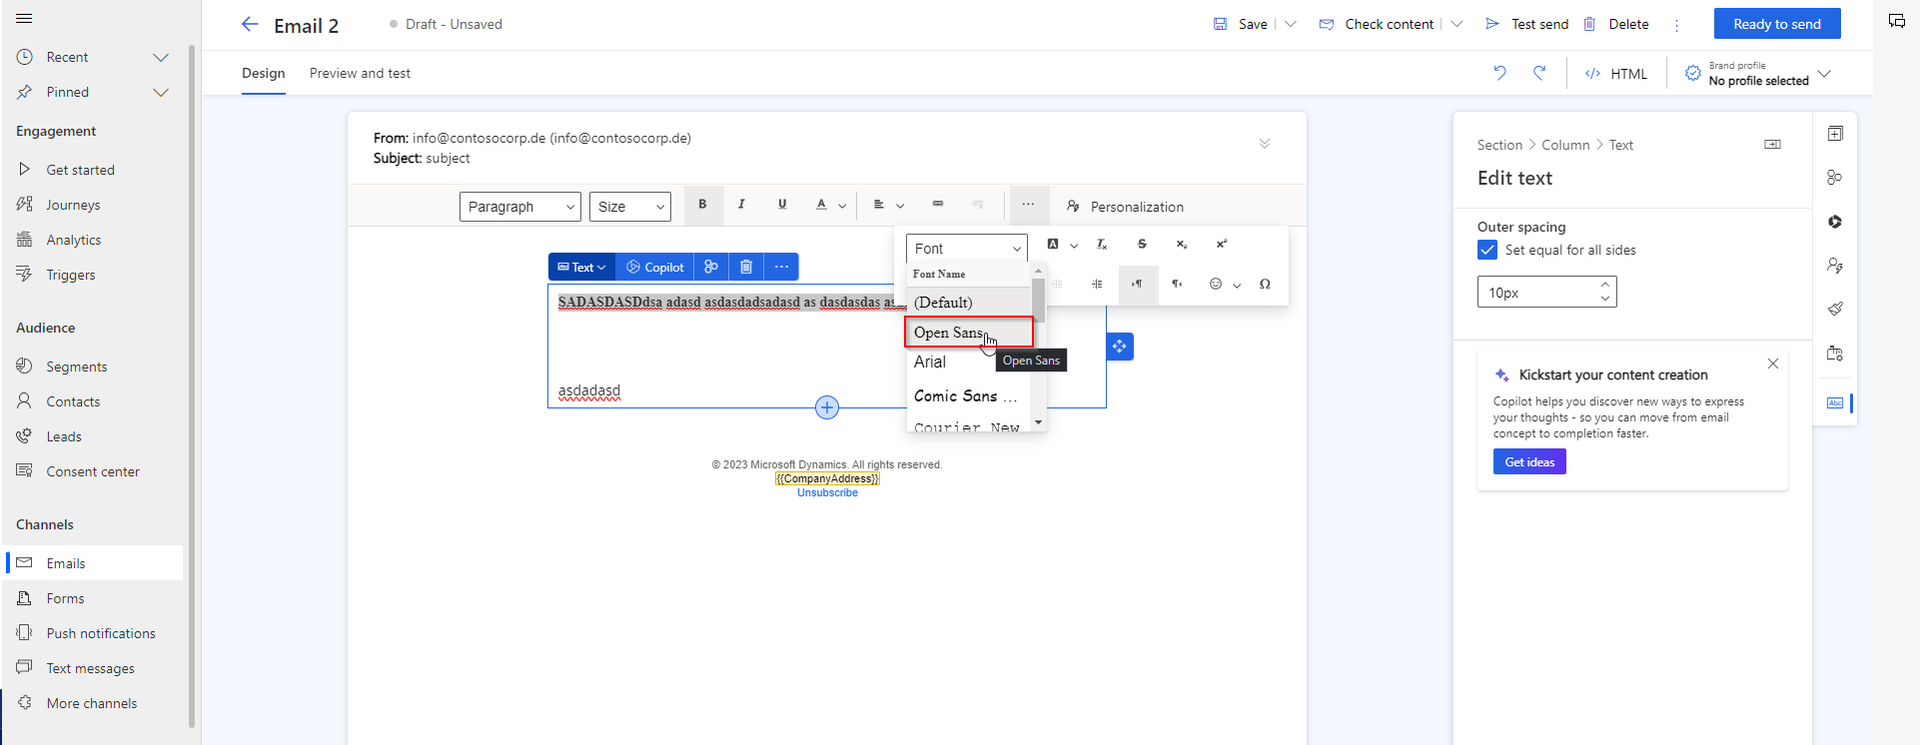 Email 2
Draft - Unsaved
Save
Check content
Test send
Delete
Ready to send
Design
Preview and test
HTML
Brand profile
No profile selected
Recent
Pinned
Engagement
Get started
Journeys
Analytics
Triggers
Audience
Segments
Contacts
Leads
Consent center
Channels
Emails
Forms
Push notifications
Text messages
More channels
From: info@contosocorp.de (info@contosocorp.de)
Subject: subject
Paragraph
Size
B
I
U
A
Personalization
Font
Font Name
(Default)
Open Sans
Open Sans
Arial
Comic Sans ...
Courier New
Text
Copilot
SADASDASDdsa adasd asdasdadsadasd as dasdasdas as
asdadasd
© 2023 Microsoft Dynamics. All rights reserved.
{{CompanyAddress}}
Unsubscribe
Section > Column > Text
Edit text
Outer spacing
Set equal for all sides
10px
Kickstart your content creation
Copilot helps you discover new ways to express
your thoughts - so you can move from email
concept to completion faster.
Get ideas
Abc